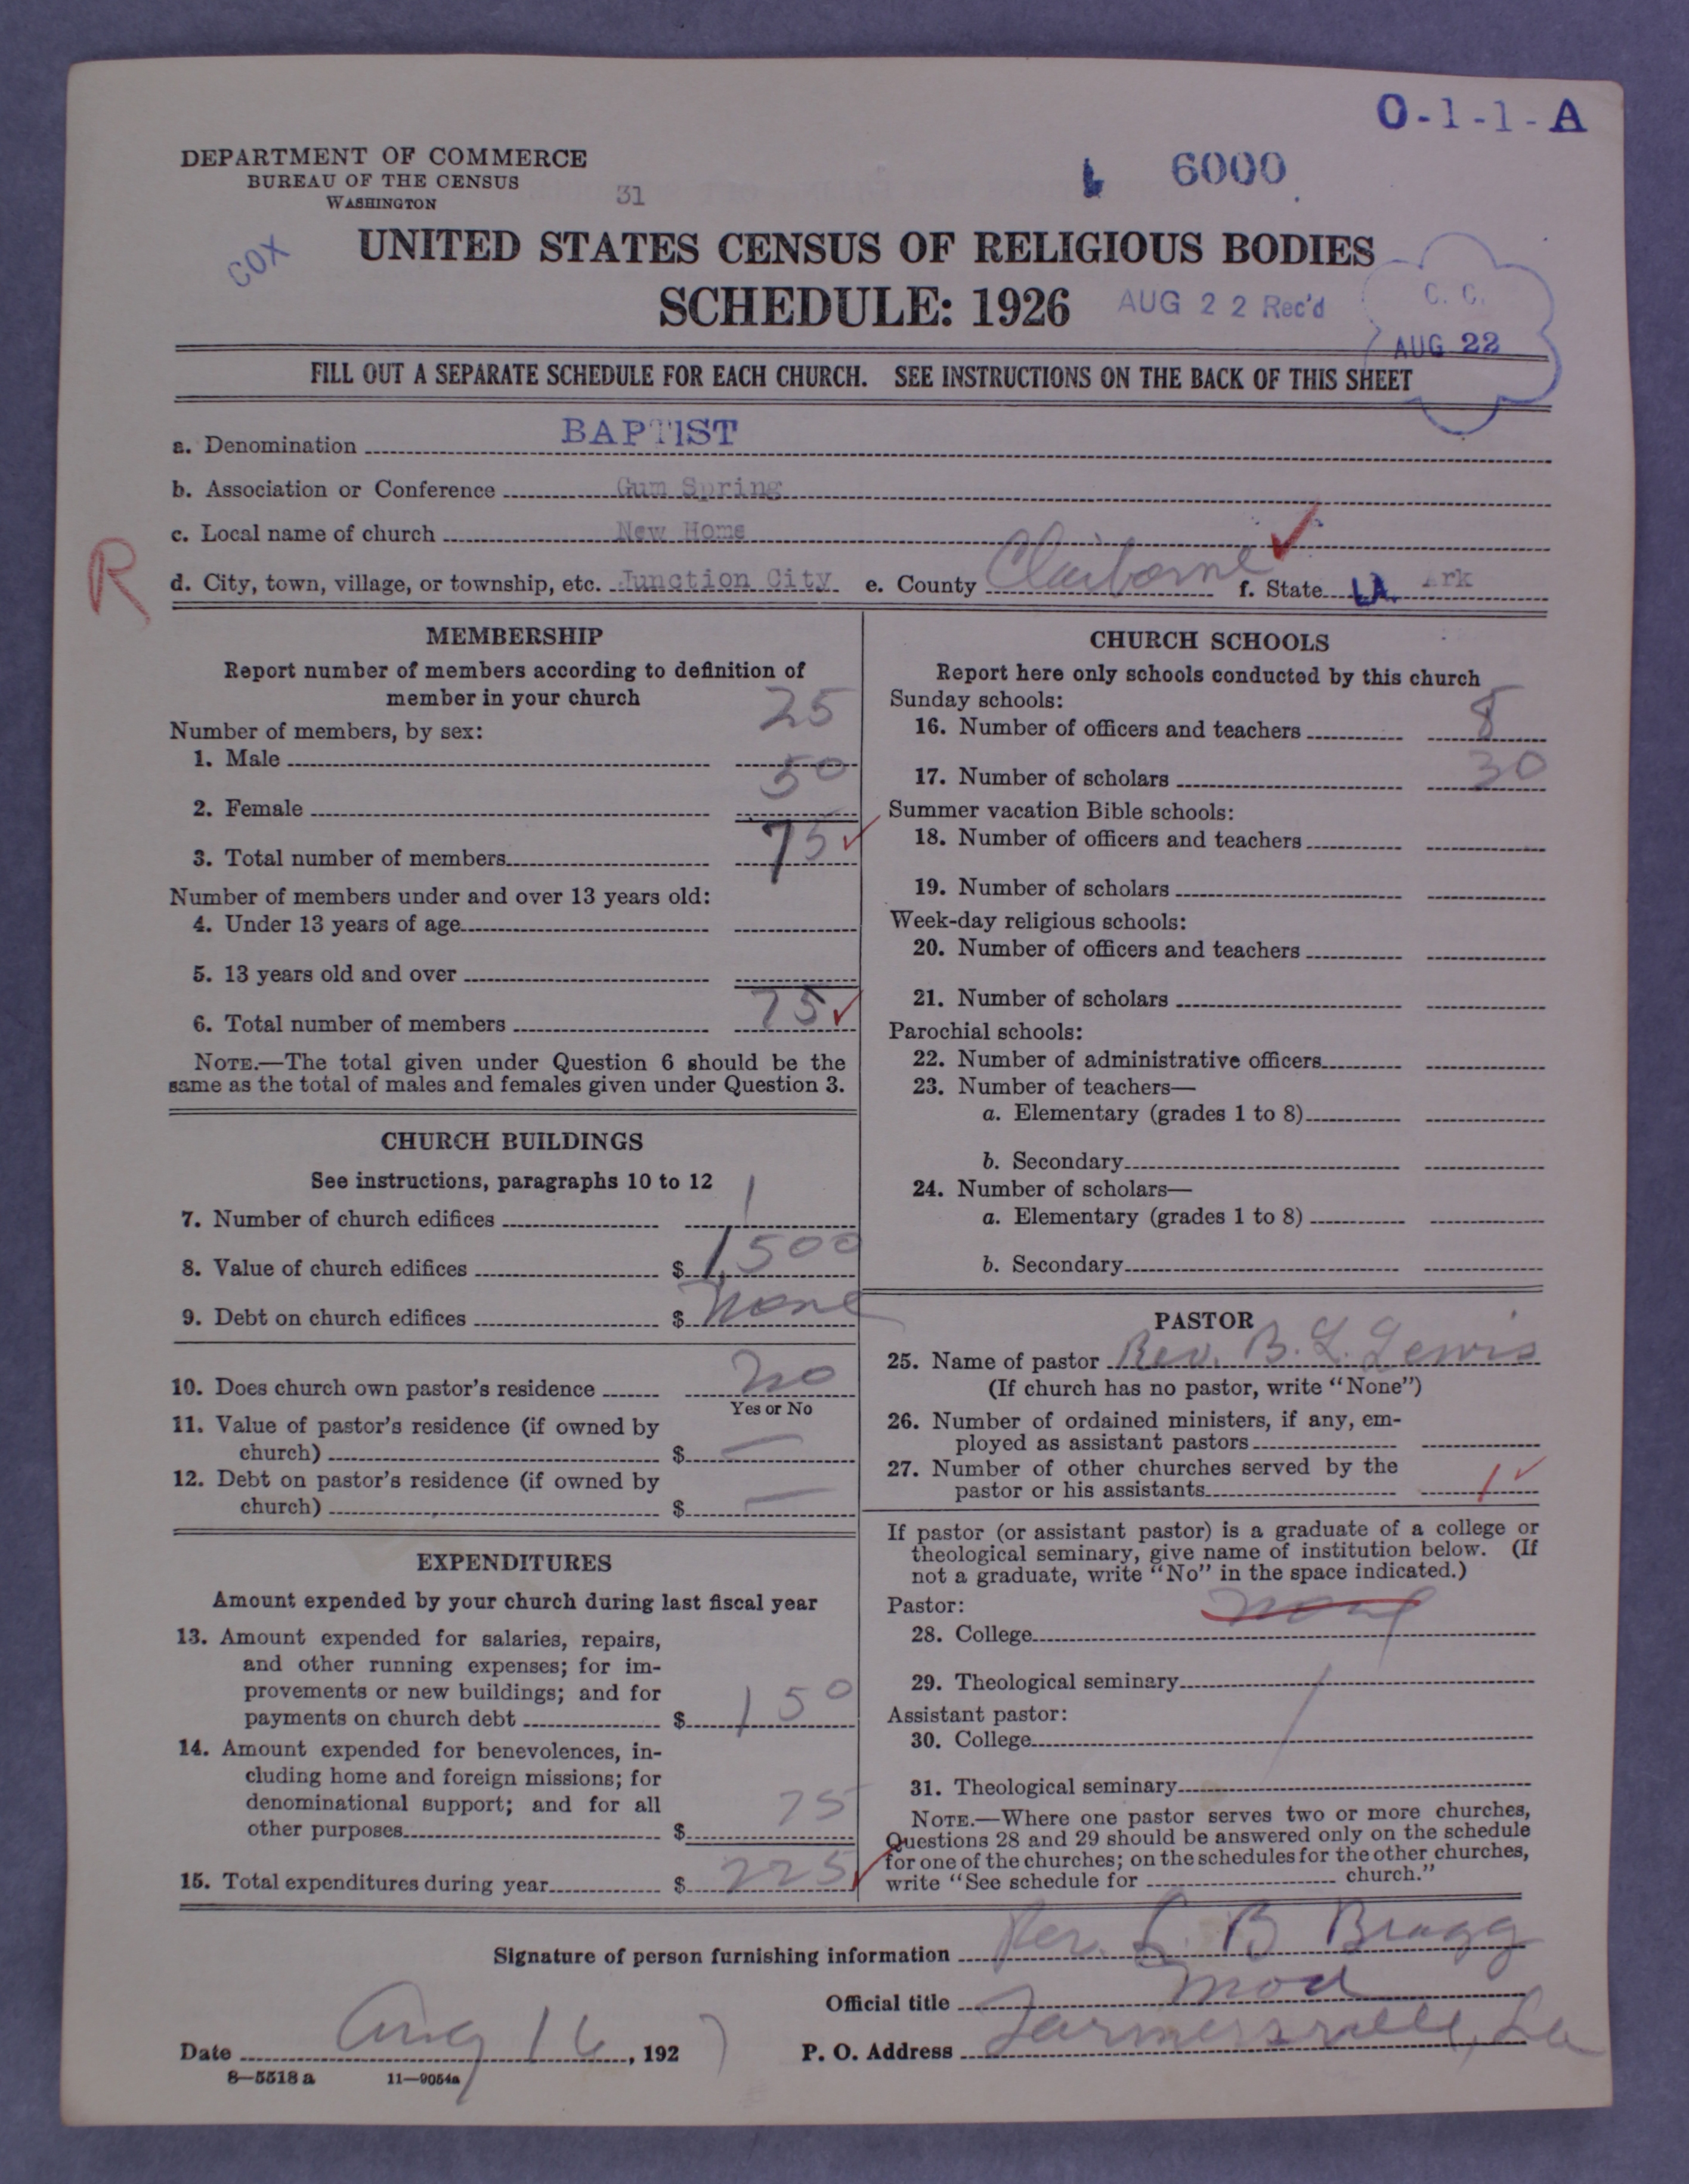 O-1-1-A
DEPARTMENT OF COMMERCE
BUREAU OF THE CENSUS
WASHINGTON
31
6000
COX
UNITED STATES CENSUS OF RELIGIOUS BODIES
SCHEDULE: 1926
AUG 22 Rec'd
C. C.
AUG 22
FILL OUT A SEPARATE SCHEDULE FOR EACH CHURCH. SEE INSTRUCTIONS ON THE BACK OF THIS SHEET
a. Denomination BAPTIST
b. Association or Conference Gum Spring
c. Local name of church New Home
R
d. City, town, village, or township, etc. Junction City e. County Claiborne f. State LA. Ark
MEMBERSHIP
Report number of members according to definition of
member in your church
Number of members, by sex:
1. Male 25
2. Female 50
3. Total number of members 75
Number of members under and over 13 years old:
4. Under 13 years of age
5. 13 years old and over
6. Total number of members 75
NOTE.—The total given under Question 6 should be the
same as the total of males and females given under Question 3.
CHURCH BUILDINGS
See instructions, paragraphs 10 to 12
7. Number of church edifices 1
8. Value of church edifices $ 1,500
9. Debt on church edifices $ none
10. Does church own pastor's residence no
Yes or No
11. Value of pastor's residence (if owned by
church) $ —
12. Debt on pastor's residence (if owned by
church) $ —
EXPENDITURES
Amount expended by your church during last fiscal year
13. Amount expended for salaries, repairs,
and other running expenses; for im-
provements or new buildings; and for
payments on church debt $ 150
14. Amount expended for benevolences, in-
cluding home and foreign missions; for
denominational support; and for all
other purposes $ 75
15. Total expenditures during year $ 225
CHURCH SCHOOLS
Report here only schools conducted by this church
Sunday schools:
16. Number of officers and teachers 8
17. Number of scholars 30
Summer vacation Bible schools:
18. Number of officers and teachers
19. Number of scholars
Week-day religious schools:
20. Number of officers and teachers
21. Number of scholars
Parochial schools:
22. Number of administrative officers
23. Number of teachers—
a. Elementary (grades 1 to 8)
b. Secondary
24. Number of scholars—
a. Elementary (grades 1 to 8)
b. Secondary
PASTOR
25. Name of pastor Rev. B. L. Lewis
(If church has no pastor, write "None")
26. Number of ordained ministers, if any, em-
ployed as assistant pastors
27. Number of other churches served by the
pastor or his assistants 1
If pastor (or assistant pastor) is a graduate of a college or
theological seminary, give name of institution below. (If
not a graduate, write "No" in the space indicated.)
Pastor:
28. College none
29. Theological seminary
Assistant pastor:
30. College
31. Theological seminary
NOTE.—Where one pastor serves two or more churches,
Questions 28 and 29 should be answered only on the schedule
for one of the churches; on the schedules for the other churches,
write "See schedule for church."
Signature of person furnishing information Rev. S. B Bragg
Official title Mod
Date Aug 16, 1927 P. O. Address Farmersville, La
8—5518 a 11—9054a